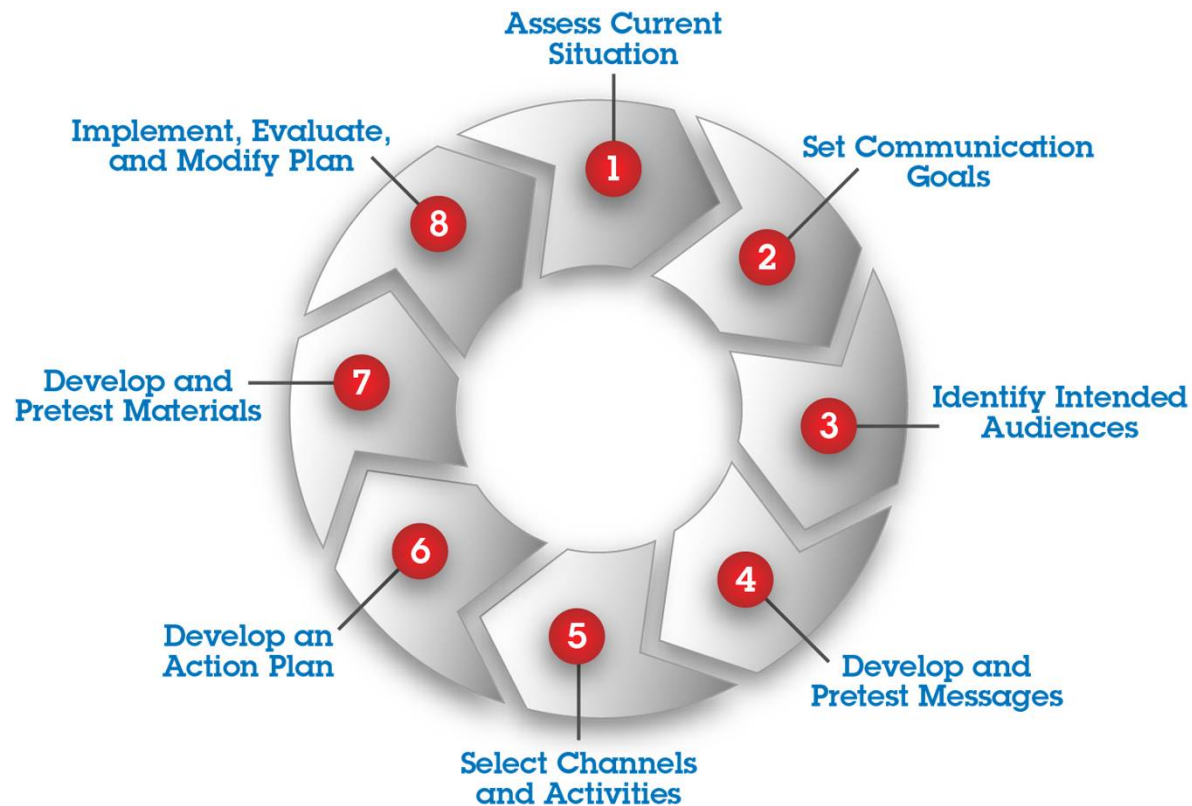 Assess Current
Situation
1
Set Communication
Goals
2
Identify Intended
Audiences
3
Develop and
Pretest Messages
4
Select Channels
and Activities
5
Develop an
Action Plan
6
Develop and
Pretest Materials
7
Implement, Evaluate,
and Modify Plan
8